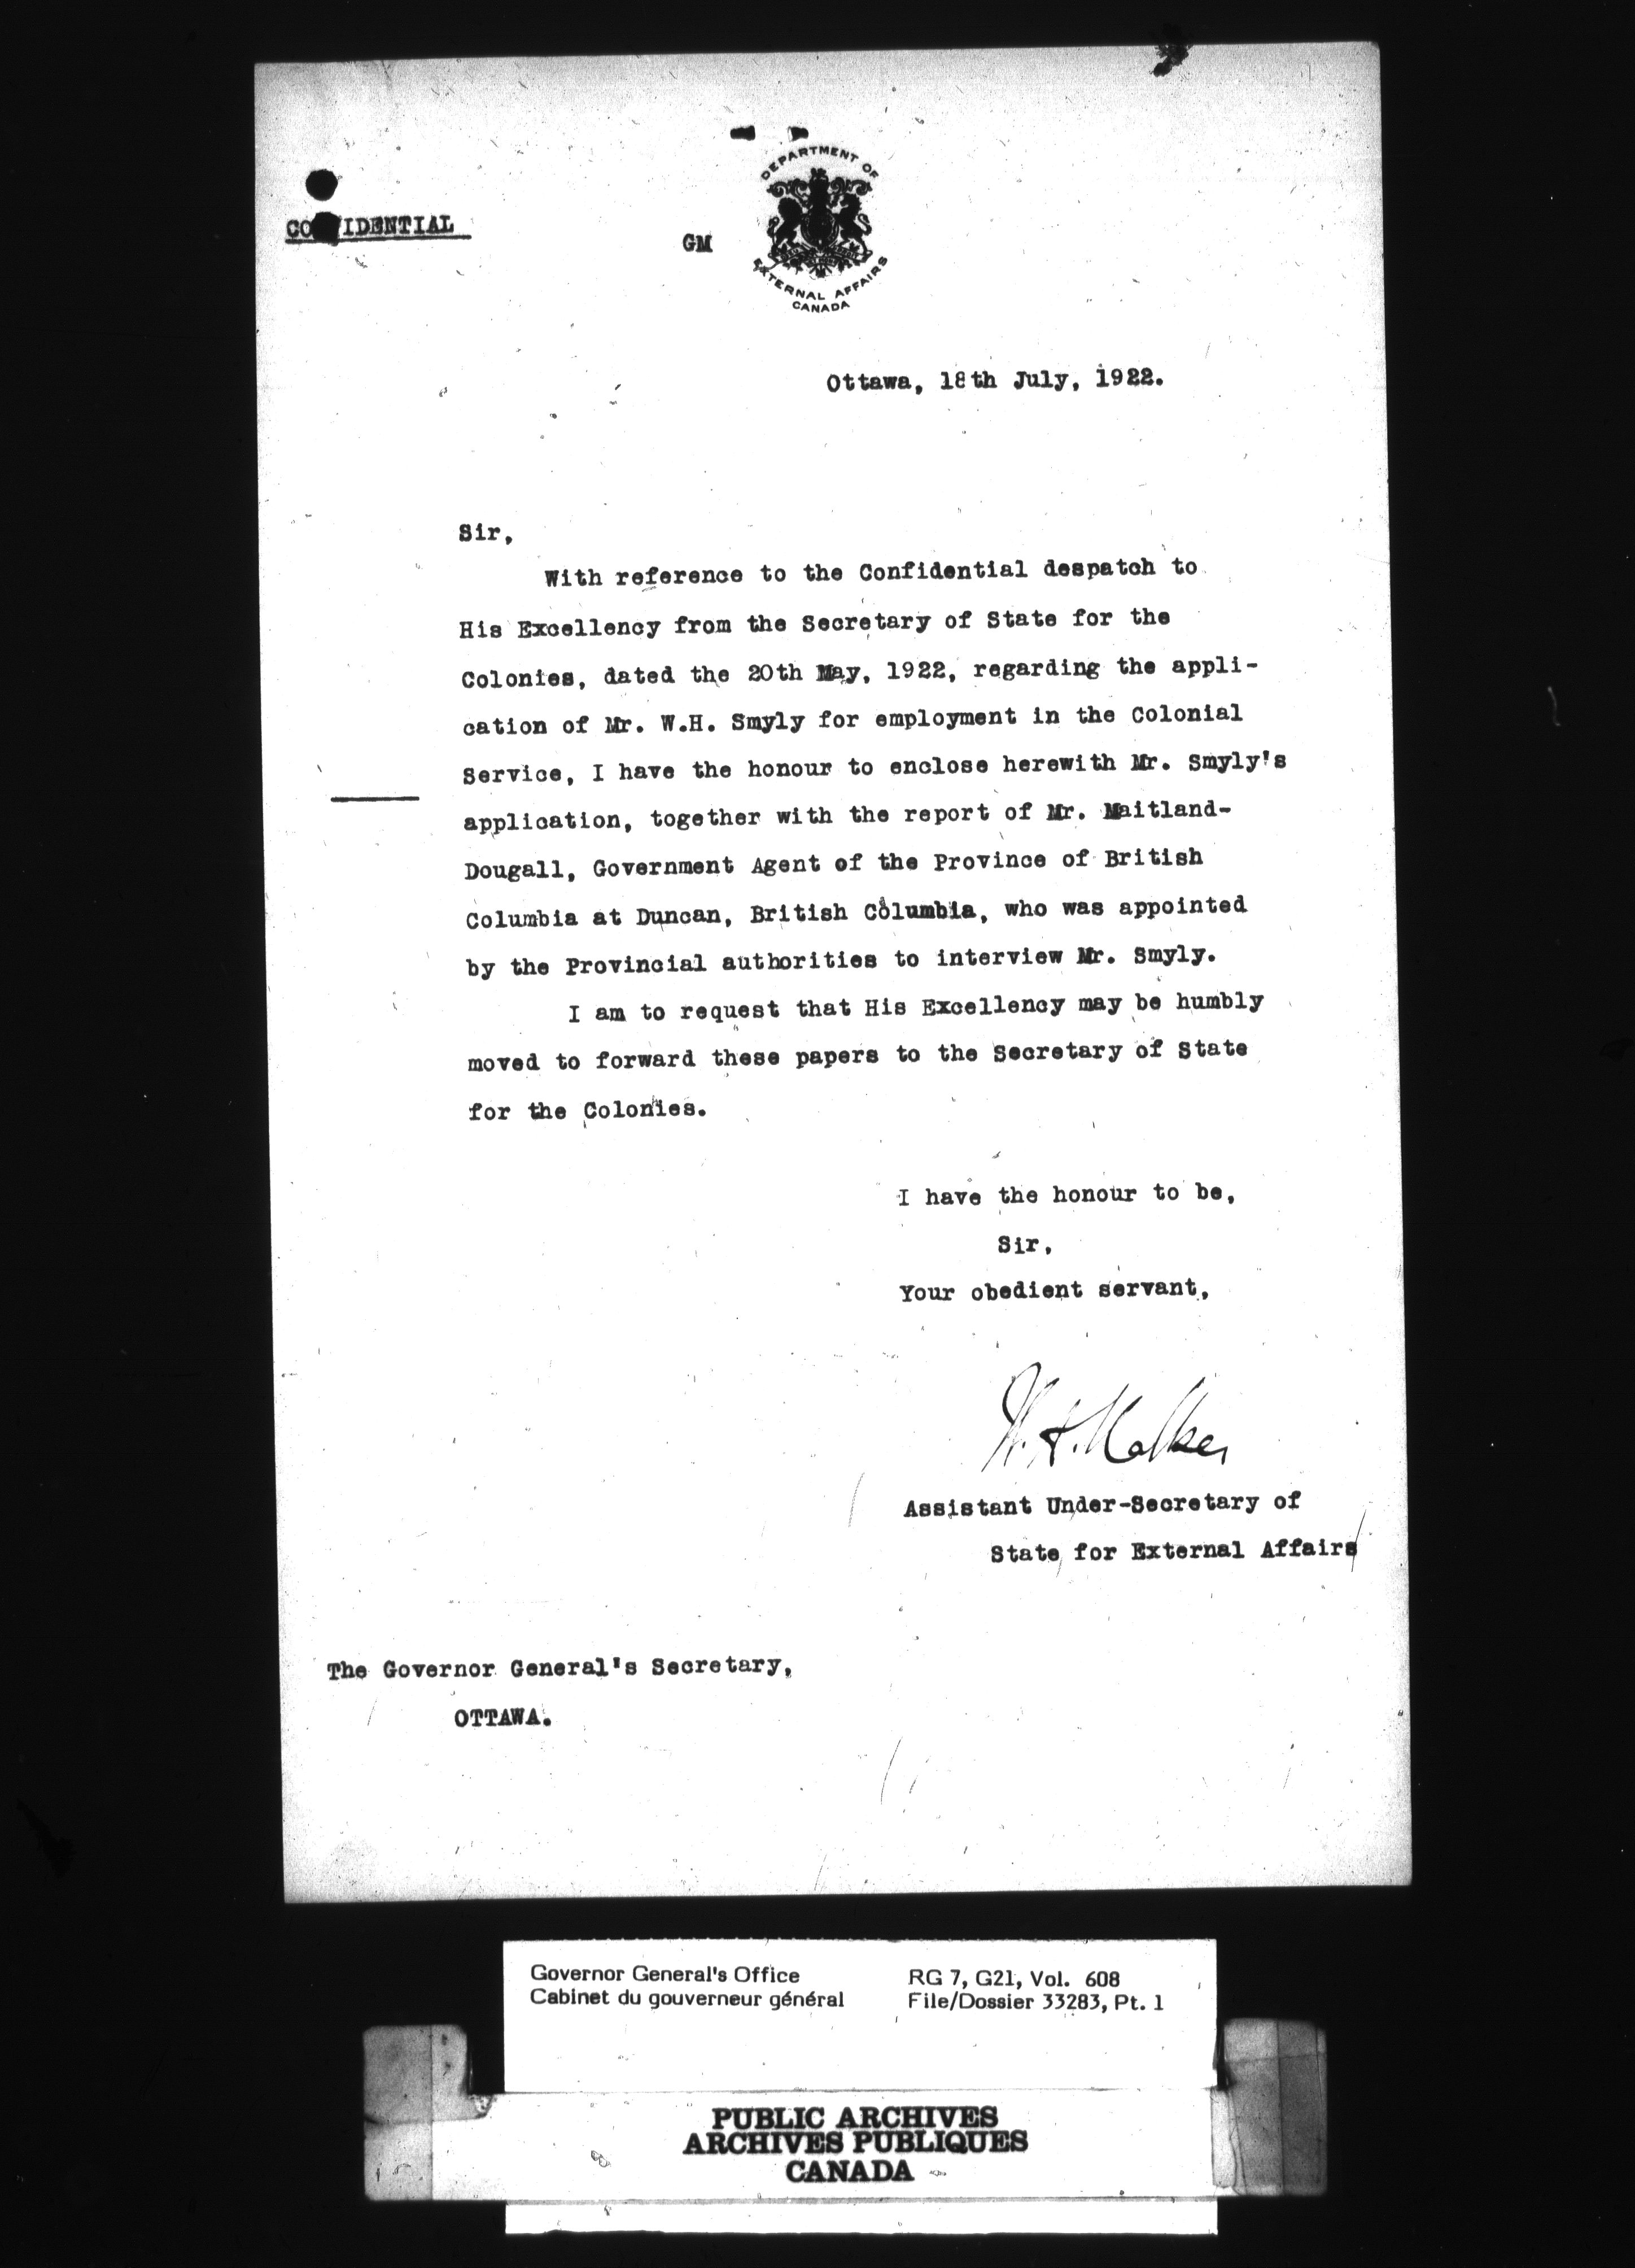 CONFIDENTIAL
GM
DEPARTMENT OF
EXTERNAL AFFAIRS
CANADA
Ottawa, 18th July, 1922.
Sir,
With reference to the Confidential despatch to
His Excellency from the Secretary of State for the
Colonies, dated the 20th May, 1922, regarding the appli-
cation of Mr. W.H. Smyly for employment in the Colonial
Service, I have the honour to enclose herewith Mr. Smyly's
application, together with the report of Mr. Maitland-
Dougall, Government Agent of the Province of British
Columbia at Duncan, British Columbia, who was appointed
by the Provincial authorities to interview Mr. Smyly.
I am to request that His Excellency may be humbly
moved to forward these papers to the Secretary of State
for the Colonies.
I have the honour to be,
Sir,
Your obedient servant,
W. H. Walker
Assistant Under-Secretary of
State for External Affairs
The Governor General's Secretary,
OTTAWA.
Governor General's Office RG 7, G21, Vol. 608
Cabinet du gouverneur général File/Dossier 33283, Pt. 1
PUBLIC ARCHIVES
ARCHIVES PUBLIQUES
CANADA